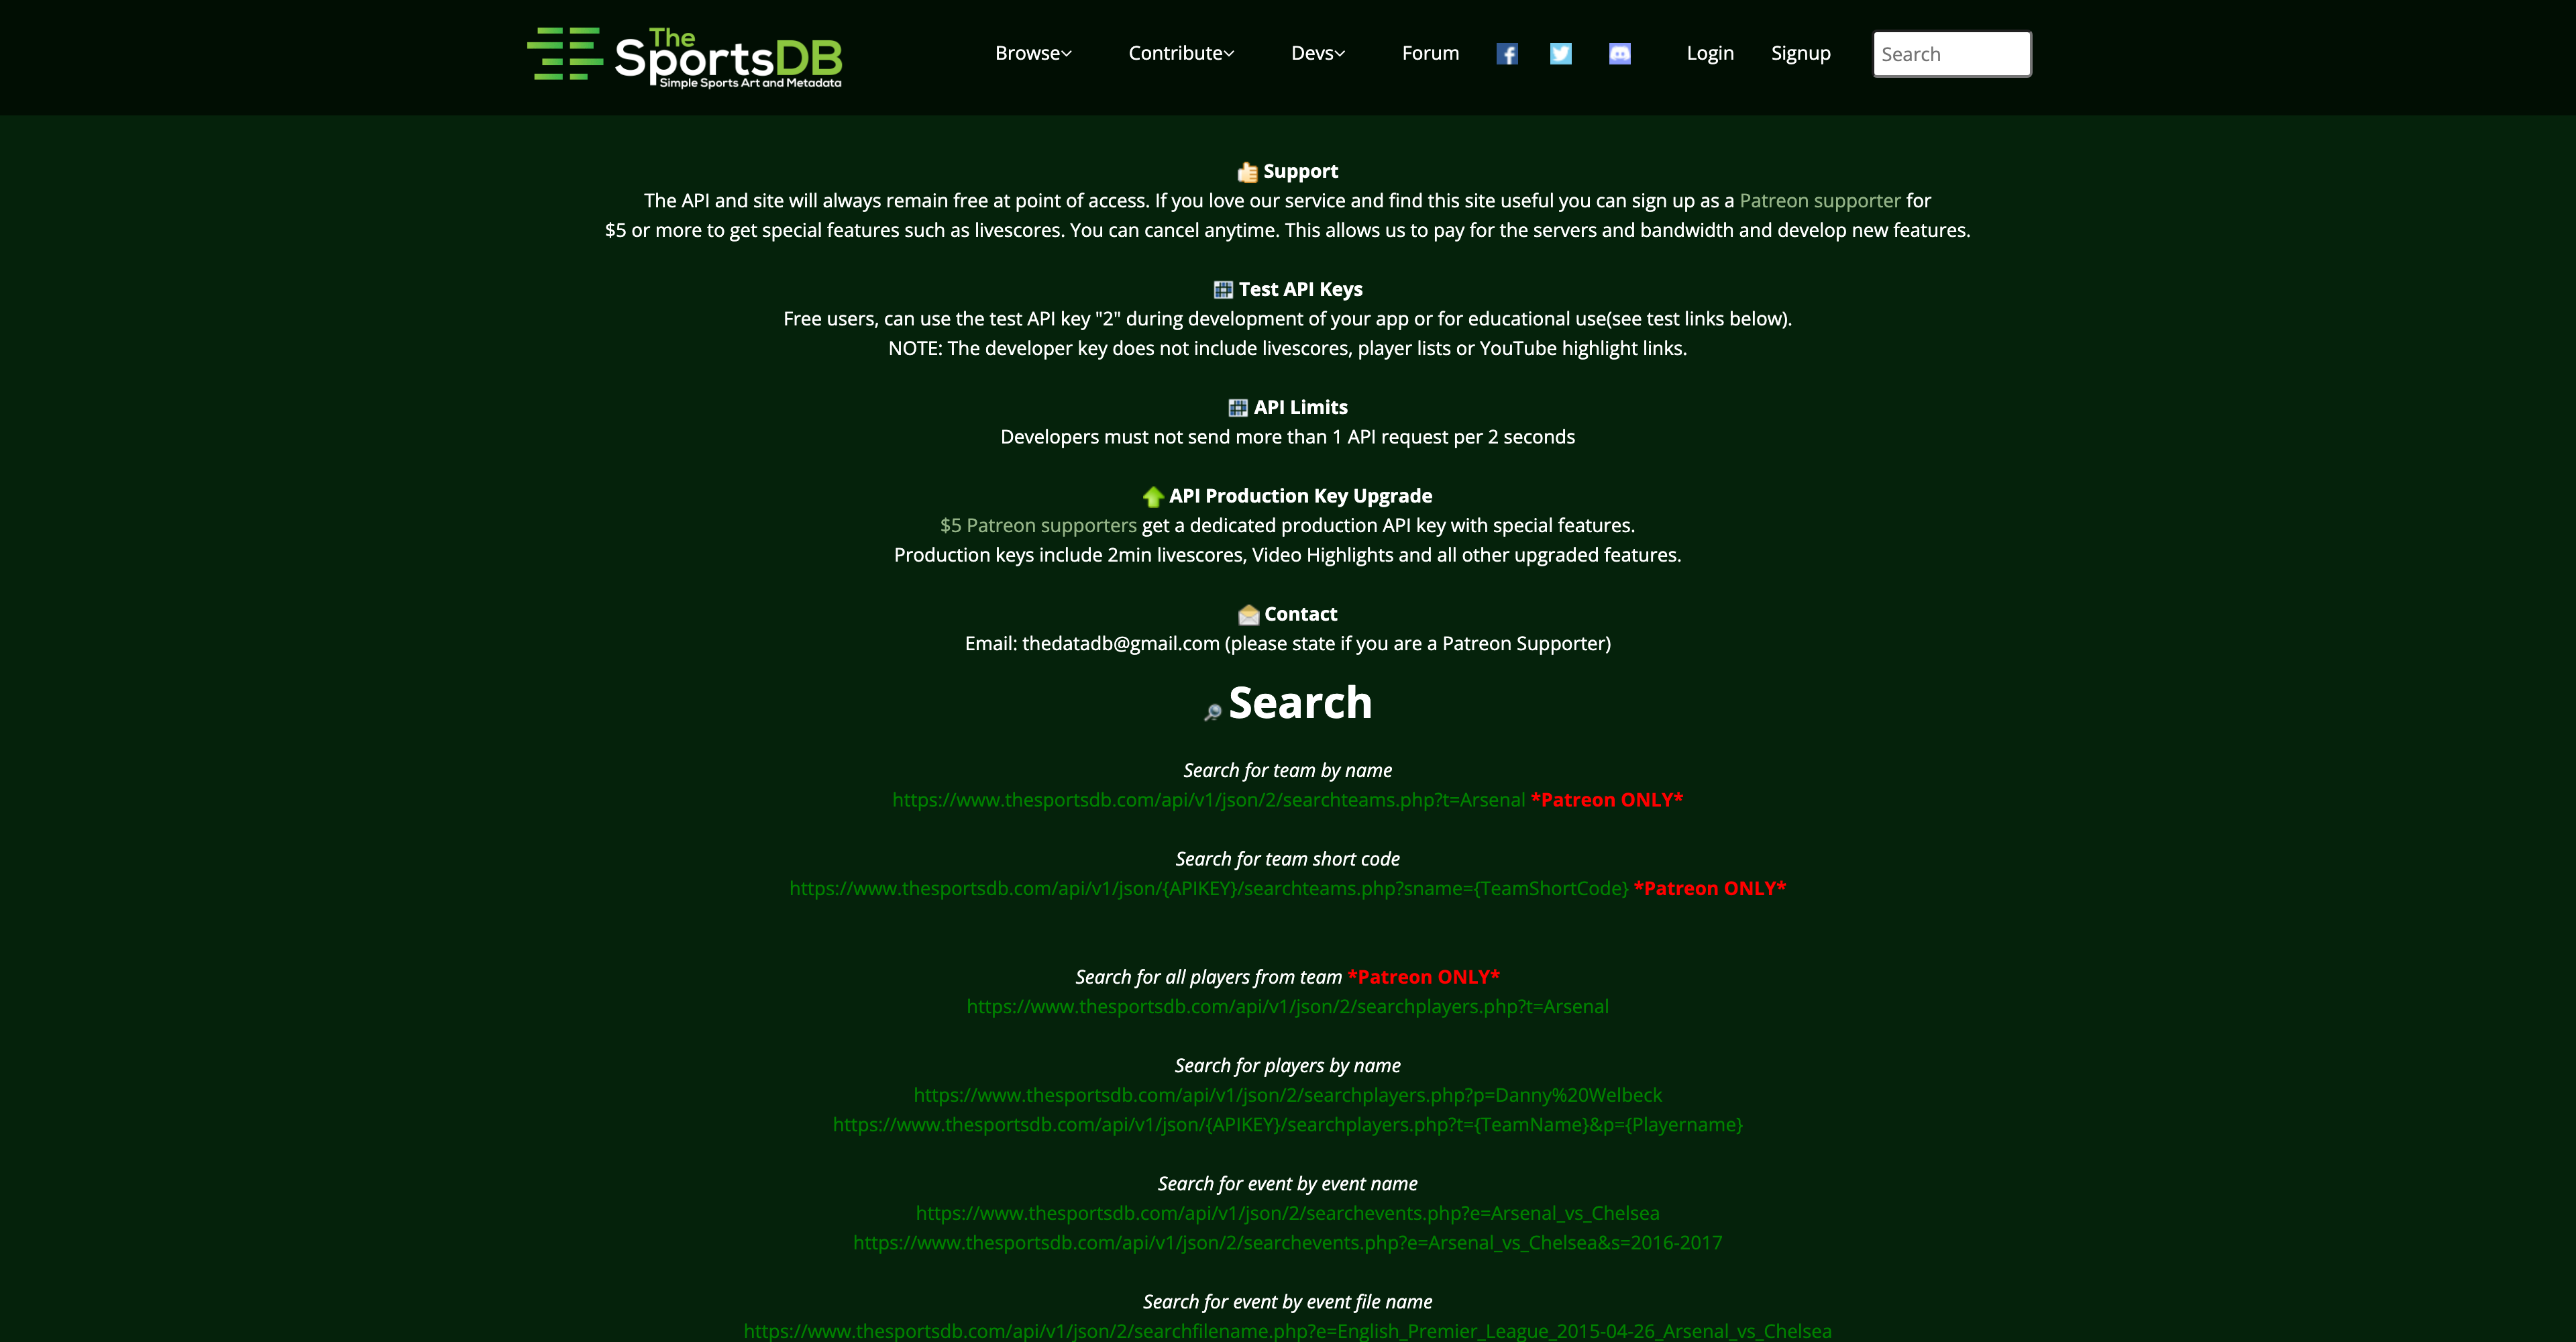 The
SportsDB
Simple Sports Art and Metadata
Browse Contribute Devs Forum Login Signup Search
Support
The API and site will always remain free at point of access. If you love our service and find this site useful you can sign up as a Patreon supporter for
$5 or more to get special features such as livescores. You can cancel anytime. This allows us to pay for the servers and bandwidth and develop new features.
Test API Keys
Free users, can use the test API key "2" during development of your app or for educational use(see test links below).
NOTE: The developer key does not include livescores, player lists or YouTube highlight links.
API Limits
Developers must not send more than 1 API request per 2 seconds
API Production Key Upgrade
$5 Patreon supporters get a dedicated production API key with special features.
Production keys include 2min livescores, Video Highlights and all other upgraded features.
Contact
Email: thedatadb@gmail.com (please state if you are a Patreon Supporter)
Search
Search for team by name
https://www.thesportsdb.com/api/v1/json/2/searchteams.php?t=Arsenal *Patreon ONLY*
Search for team short code
https://www.thesportsdb.com/api/v1/json/{APIKEY}/searchteams.php?sname={TeamShortCode} *Patreon ONLY*
Search for all players from team *Patreon ONLY*
https://www.thesportsdb.com/api/v1/json/2/searchplayers.php?t=Arsenal
Search for players by name
https://www.thesportsdb.com/api/v1/json/2/searchplayers.php?p=Danny%20Welbeck
https://www.thesportsdb.com/api/v1/json/{APIKEY}/searchplayers.php?t={TeamName}&p={Playername}
Search for event by event name
https://www.thesportsdb.com/api/v1/json/2/searchevents.php?e=Arsenal_vs_Chelsea
https://www.thesportsdb.com/api/v1/json/2/searchevents.php?e=Arsenal_vs_Chelsea&s=2016-2017
Search for event by event file name
https://www.thesportsdb.com/api/v1/json/2/searchfilename.php?e=English_Premier_League_2015-04-26_Arsenal_vs_Chelsea